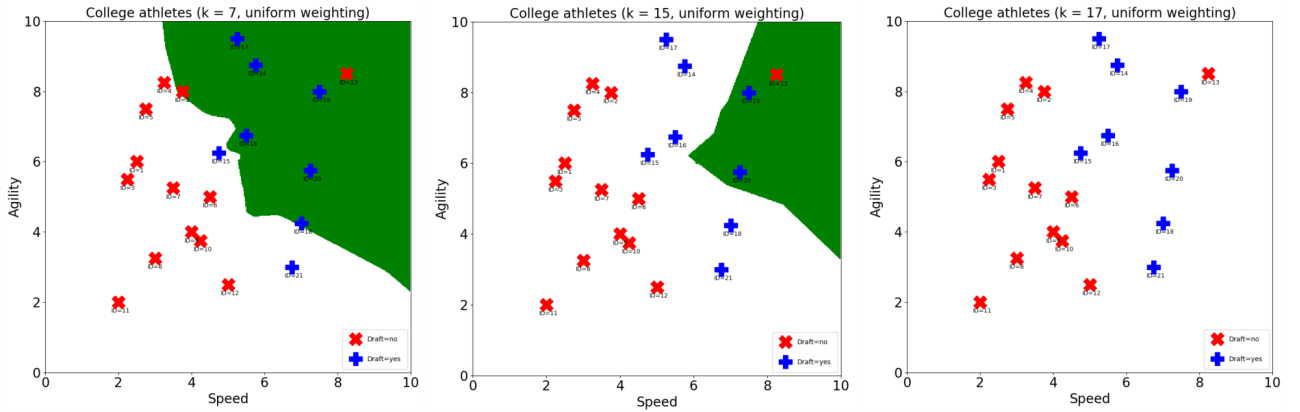 College athletes (k = 7, uniform weighting)
Agility
10
8
6
4
2
0
ID=17
ID=14
ID=4
ID=13
ID=19
ID=5
ID=16
ID=15
ID=1
ID=20
ID=3
ID=7
ID=6
ID=10
ID=8
ID=21
ID=12
ID=11
Draft=no
Draft=yes
0 2 4 6 8 10
Speed
College athletes (k = 15, uniform weighting)
Agility
10
8
6
4
2
0
ID=17
ID=14
ID=4
ID=2
ID=13
ID=19
ID=5
ID=16
ID=15
ID=1
ID=20
ID=3
ID=7
ID=6
ID=18
ID=10
ID=8
ID=21
ID=12
ID=11
Draft=no
Draft=yes
0 2 4 6 8 10
Speed
College athletes (k = 17, uniform weighting)
Agility
10
8
6
4
2
0
ID=17
ID=14
ID=4
ID=2
ID=13
ID=19
ID=5
ID=16
ID=15
ID=1
ID=20
ID=3
ID=7
ID=6
ID=18
ID=10
ID=8
ID=21
ID=12
ID=11
Draft=no
Draft=yes
0 2 4 6 8 10
Speed